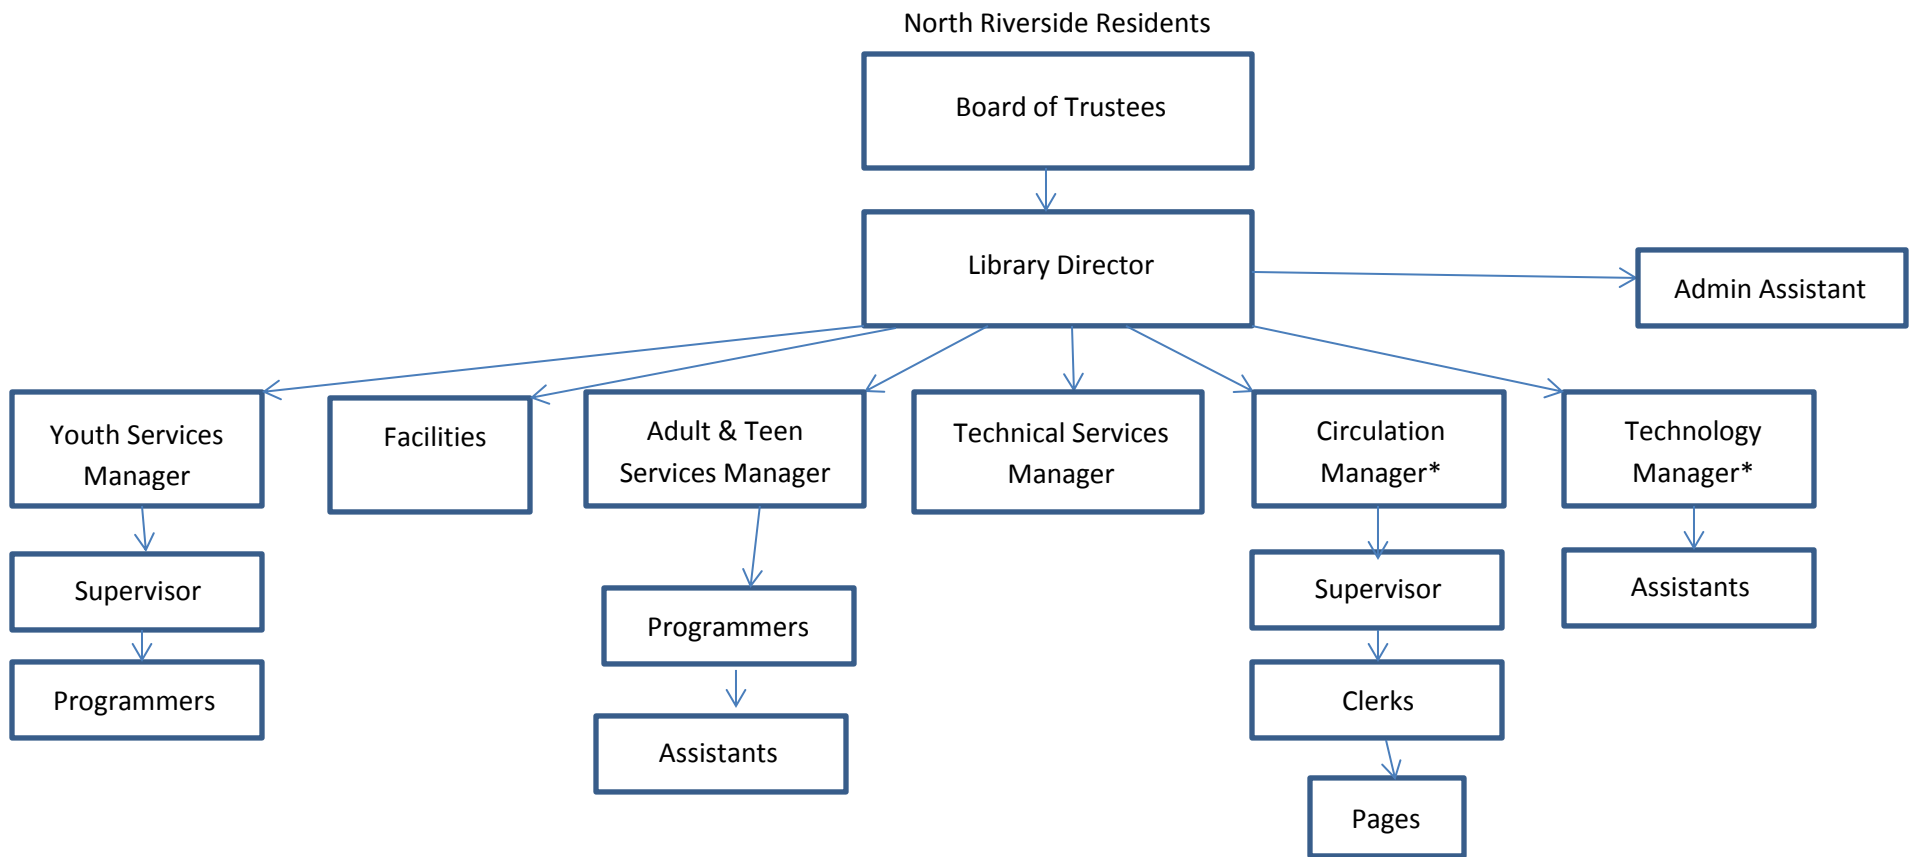 North Riverside Residents
Board of Trustees
Library Director
Admin Assistant
Youth Services
Manager
Facilities
Adult & Teen
Services Manager
Technical Services
Manager
Circulation
Manager*
Technology
Manager*
Supervisor
Programmers
Programmers
Assistants
Supervisor
Clerks
Pages
Assistants